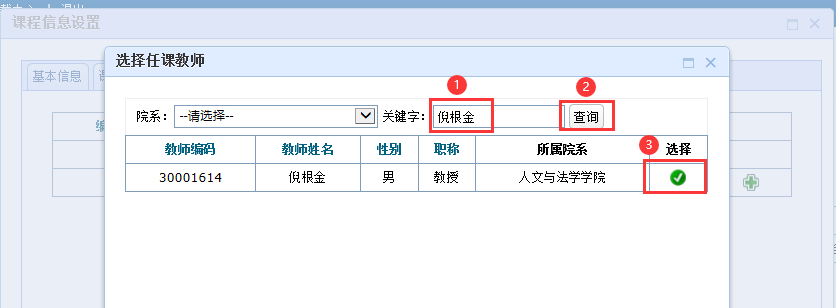 课程信息设置
选择任课教师
基本信息
1
2
院系： --请选择-- 关键字： 倪根金 查询
3
教师编码 教师姓名 性别 职称 所属院系 选择
30001614 倪根金 男 教授 人文与法学学院